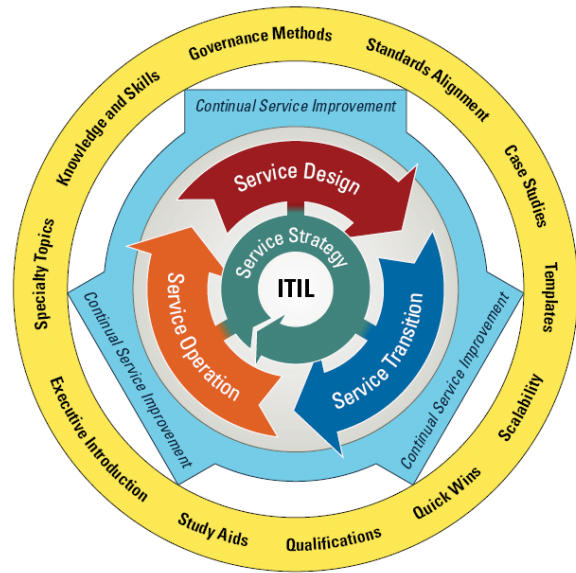 Governance Methods
Standards Alignment
Case Studies
Templates
Scalability
Quick Wins
Qualifications
Study Aids
Executive Introduction
Specialty Topics
Knowledge and Skills
Continual Service Improvement
Continual Service Improvement
Continual Service Improvement
Service Design
Service Transition
Service Operation
Service Strategy
ITIL